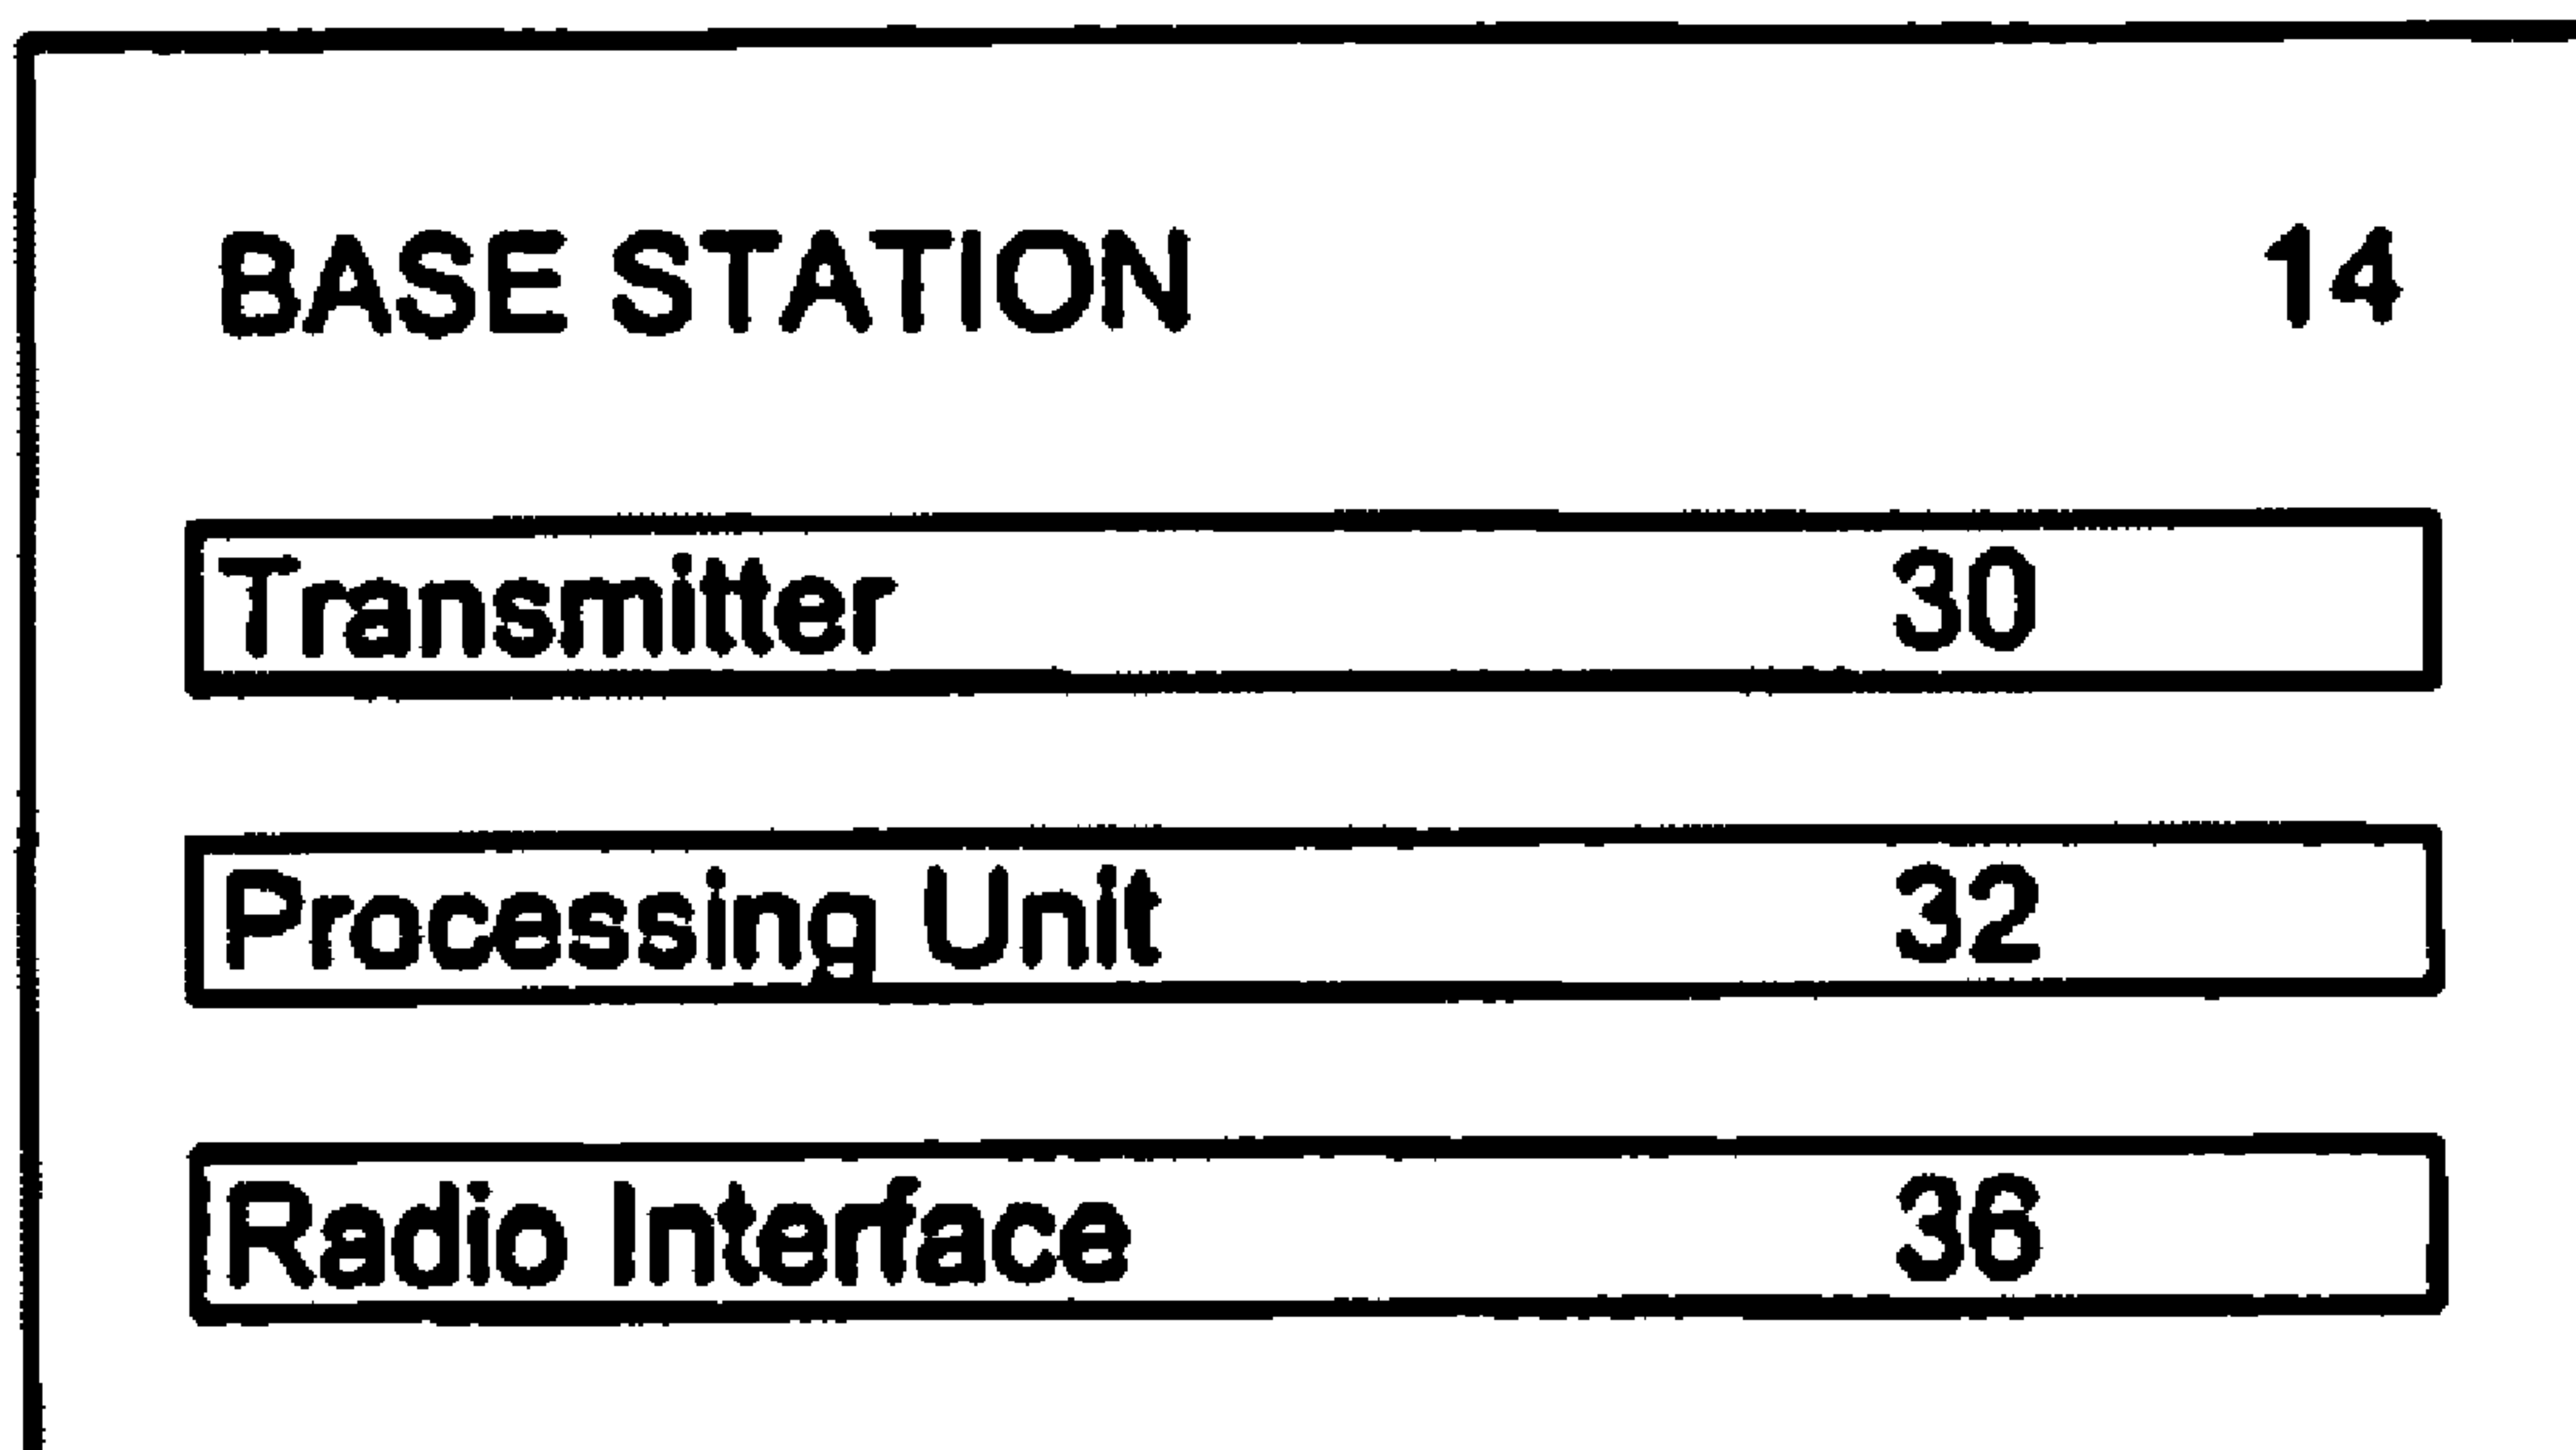 BASE STATION 14
Transmitter 30
Processing Unit 32
Radio Interface 36